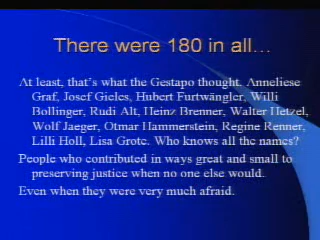 There were 180 in all…
At least, that's what the Gestapo thought. Anneliese
Graf, Josef Gieles, Hubert Furtwängler, Willi
Bollinger, Rudi Alt, Heinz Brenner, Walter Hetzel,
Wolf Jaeger, Otmar Hammerstein, Regine Renner,
Lilli Holl, Lisa Grote. Who knows all the names?
People who contributed in ways great and small to
preserving justice when no one else would.
Even when they were very much afraid.